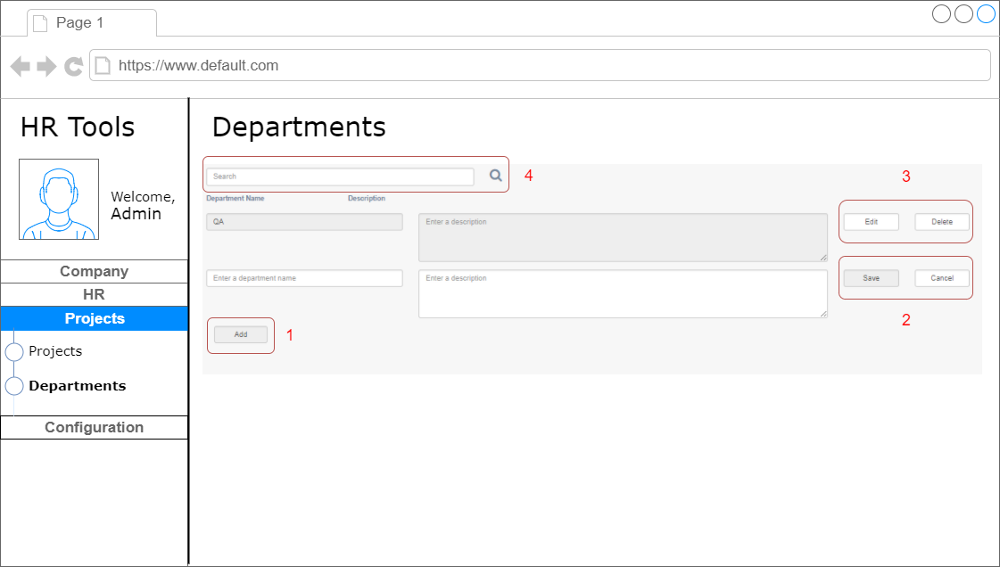 Page 1
https://www.default.com
HR Tools
Welcome,
Admin
Company
HR
Projects
Projects
Departments
Configuration
Departments
Search
4
3
Department Name Description
QA Enter a description Edit Delete
Enter a department name Enter a description Save Cancel
2
Add 1